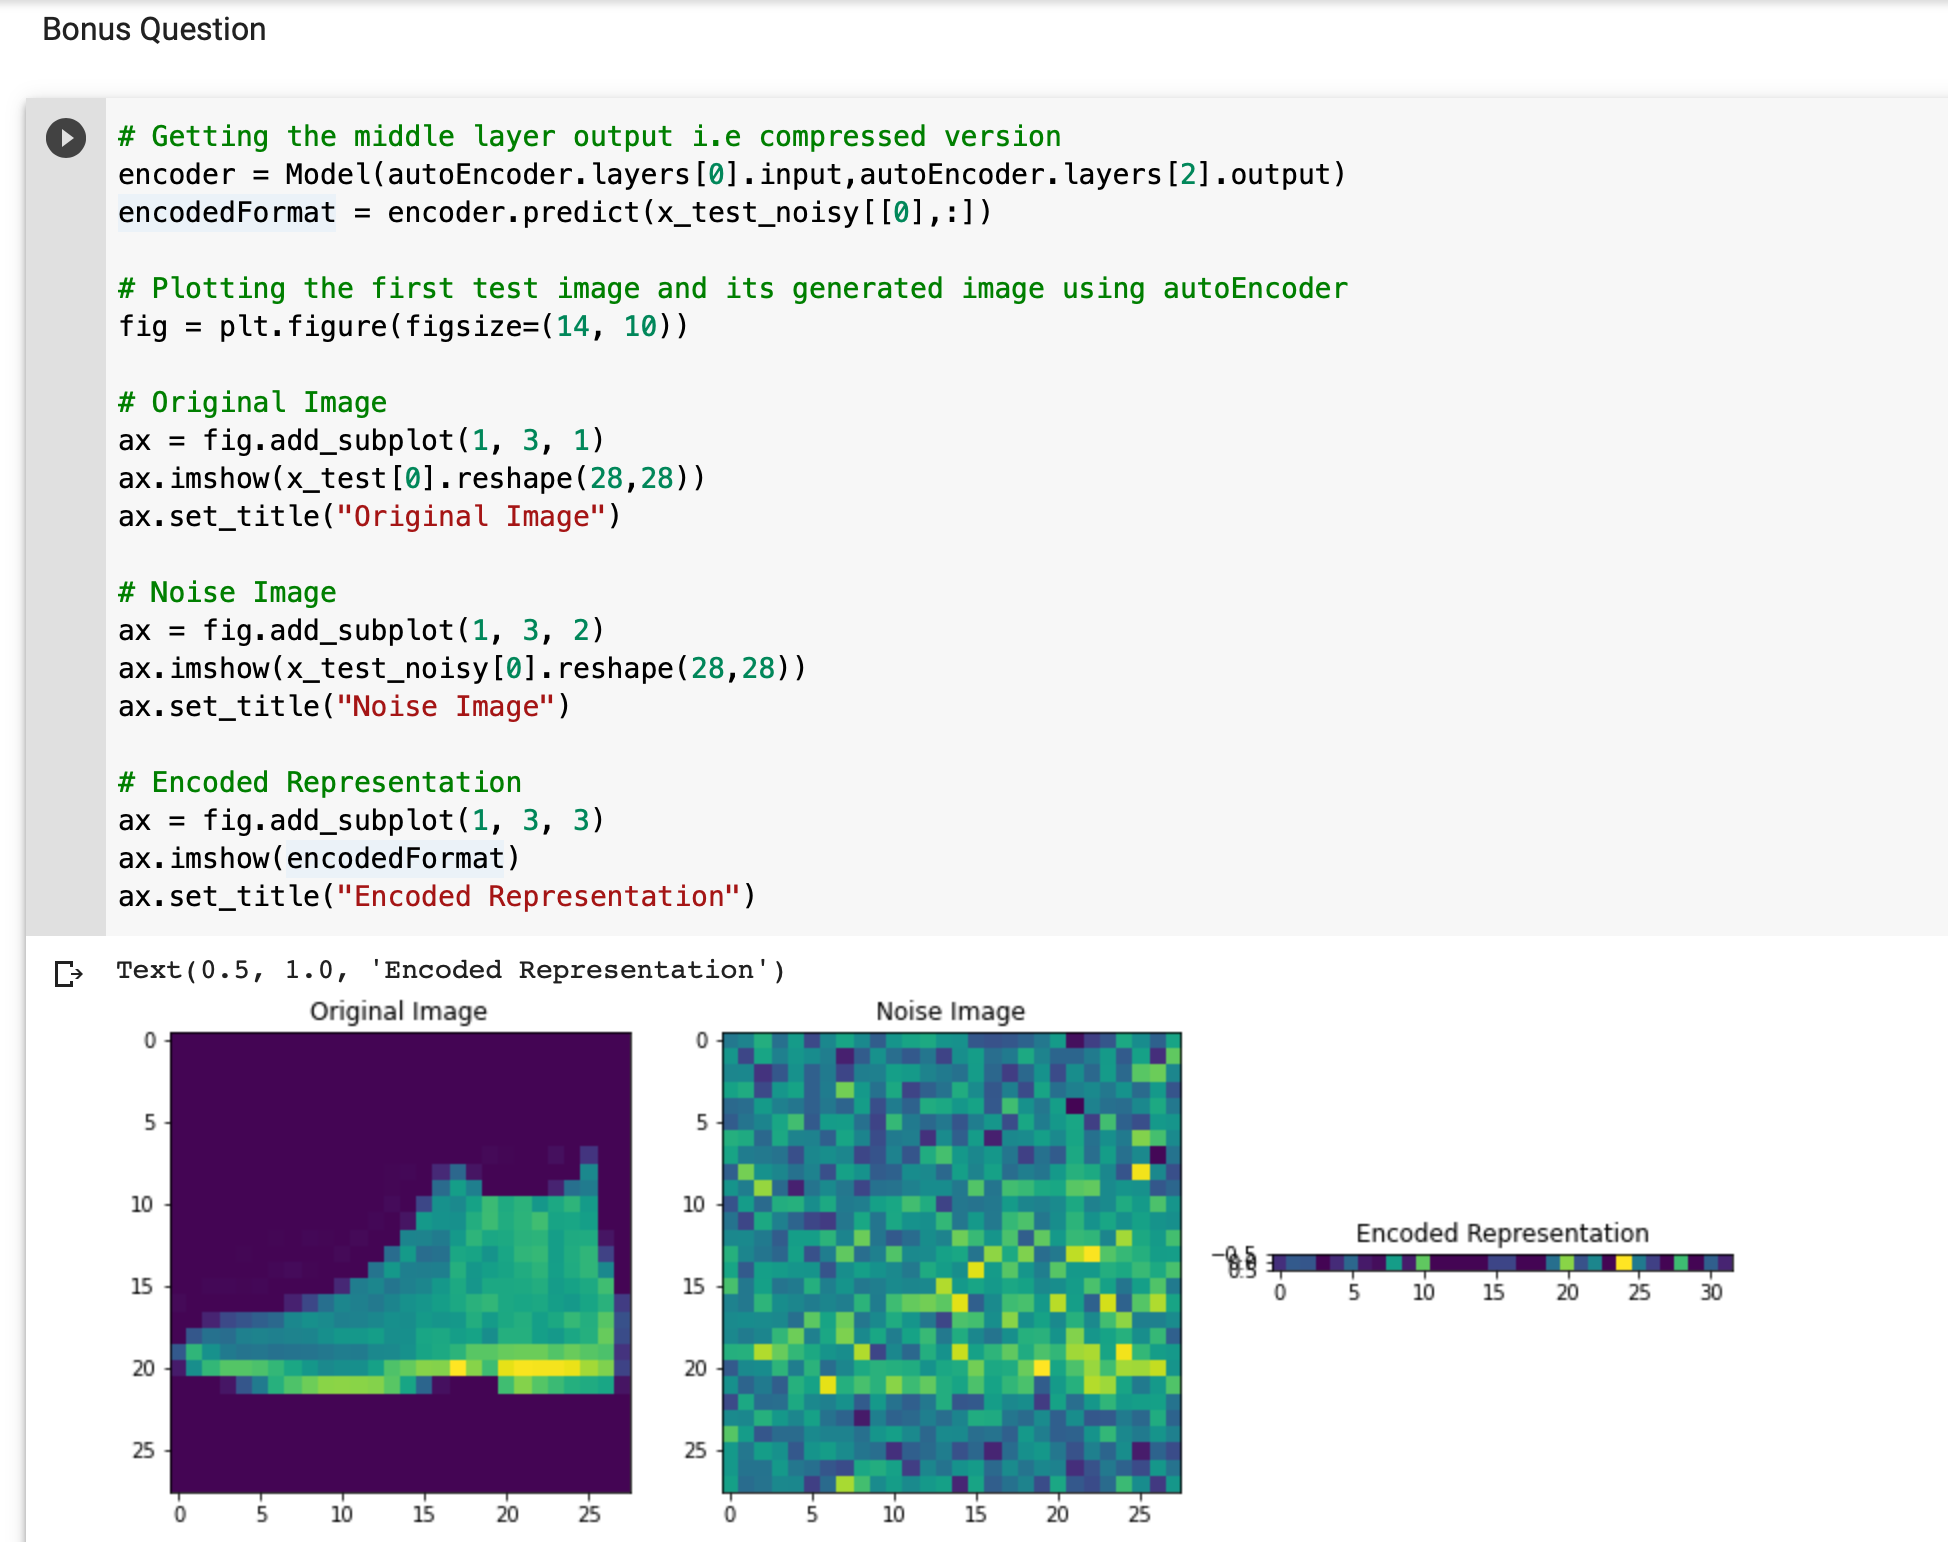 Bonus Question
# Getting the middle layer output i.e compressed version
encoder = Model(autoEncoder.layers[0].input,autoEncoder.layers[2].output)
encodedFormat = encoder.predict(x_test_noisy[[0],:])
# Plotting the first test image and its generated image using autoEncoder
fig = plt.figure(figsize=(14, 10))
# Original Image
ax = fig.add_subplot(1, 3, 1)
ax.imshow(x_test[0].reshape(28,28))
ax.set_title("Original Image")
# Noise Image
ax = fig.add_subplot(1, 3, 2)
ax.imshow(x_test_noisy[0].reshape(28,28))
ax.set_title("Noise Image")
# Encoded Representation
ax = fig.add_subplot(1, 3, 3)
ax.imshow(encodedFormat)
ax.set_title("Encoded Representation")
Text(0.5, 1.0, 'Encoded Representation')
Original Image
0
5
10
15
20
25
0 5 10 15 20 25
Noise Image
0
5
10
15
20
25
0 5 10 15 20 25
Encoded Representation
−0.5
0.5
0 5 10 15 20 25 30